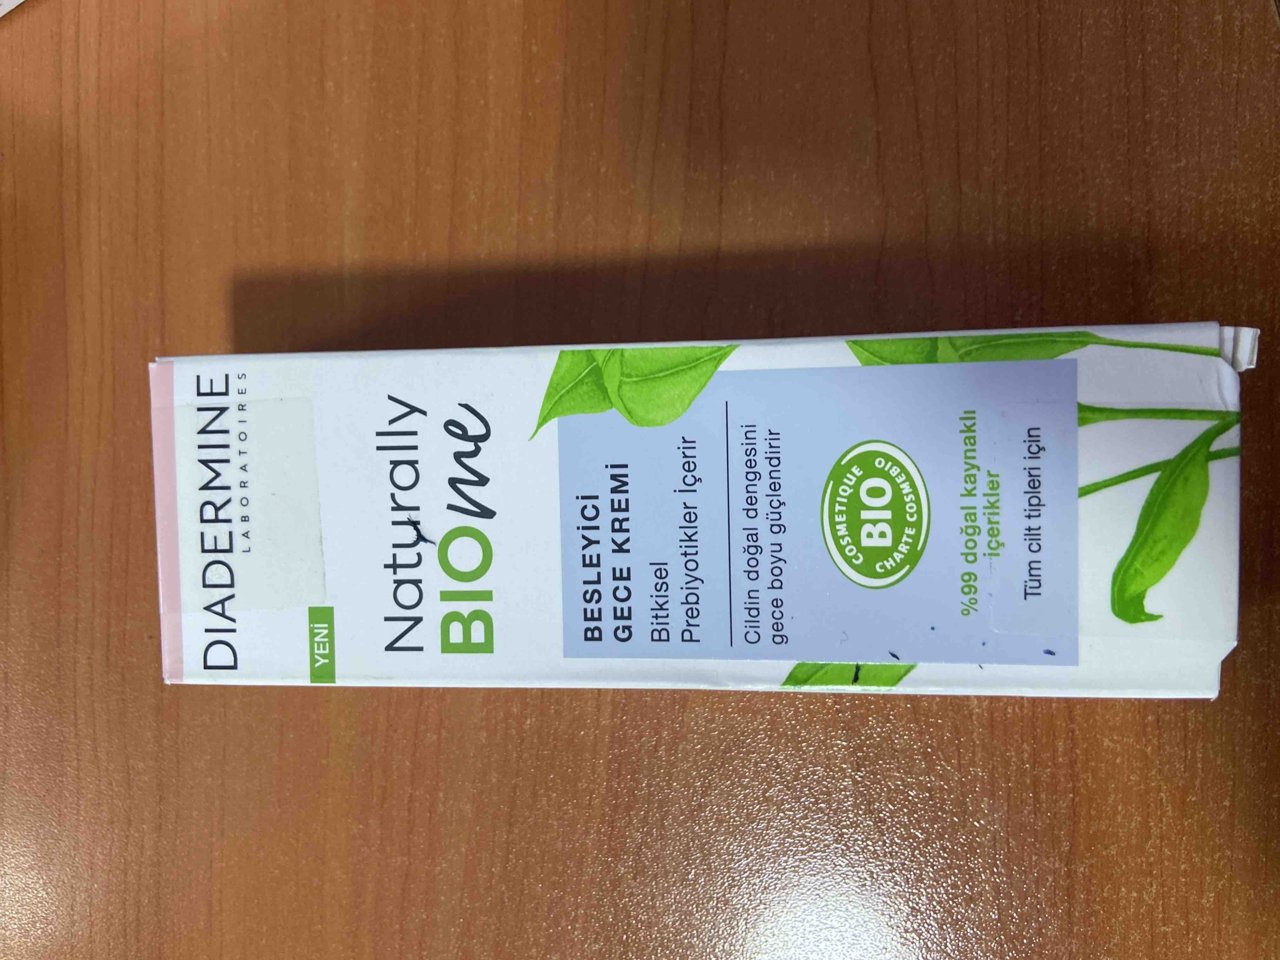 DIADERMINE
LABORATOIRES
YENİ
Naturally
BIOme
BESLEYİCİ
GECE KREMİ
Bitkisel
Prebiyotikler İçerir
Cildin doğal dengesini
gece boyu güçlendirir
COSMETIQUE
BIO
CHARTE COSMEBIO
%99 doğal kaynaklı
içerikler
Tüm cilt tipleri için